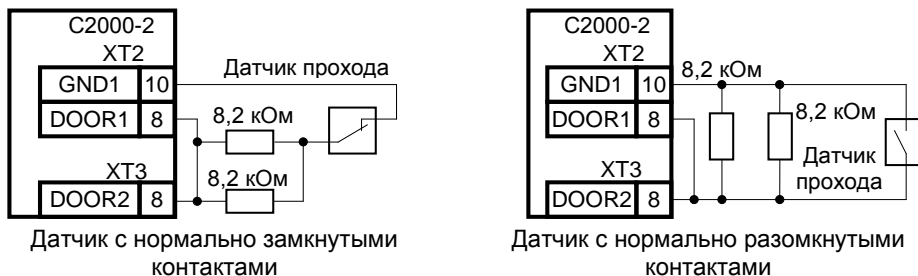 С2000-2
XT2
GND1 10
DOOR1 8
XT3
DOOR2 8
Датчик прохода
8,2 кОм
8,2 кОм
Датчик с нормально замкнутыми
контактами
С2000-2
XT2
GND1 10
DOOR1 8
XT3
DOOR2 8
8,2 кОм
8,2 кОм
Датчик
прохода
Датчик с нормально разомкнутыми
контактами